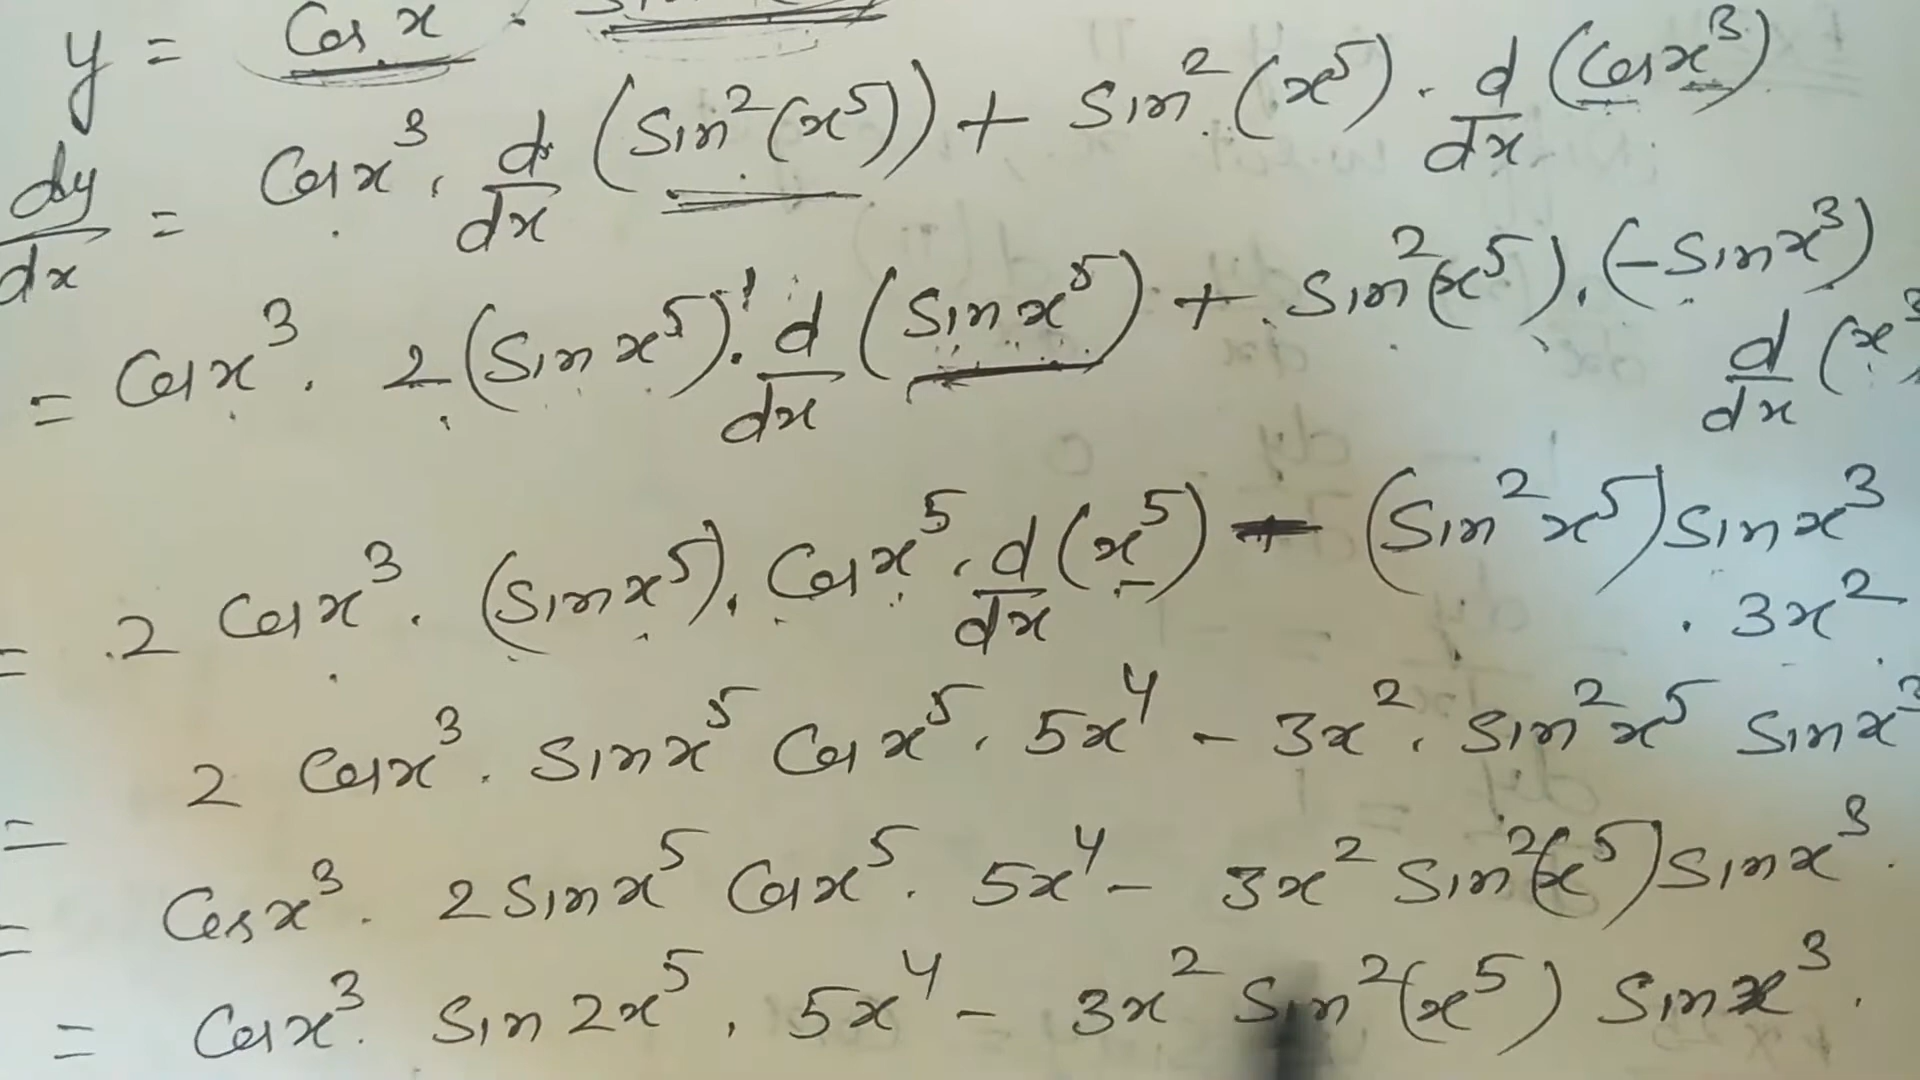 y = Cos x .
dy/dx = Cos x³ . d/dx (Sin²(x⁵)) + Sin²(x⁵) . d/dx (Cos x³)
= Cos x³ . 2 (Sin x⁵)¹ . d/dx (Sin x⁵) + Sin²(x⁵) . (-Sin x³) d/dx (x³
= 2 Cos x³ . (Sin x⁵) . Cos x⁵ . d/dx (x⁵) - (Sin² x⁵) Sin x³ . 3x²
= 2 Cos x³ . Sin x⁵ Cos x⁵ . 5x⁴ - 3x² . Sin² x⁵ Sin x³
= Cos x³ . 2 Sin x⁵ Cos x⁵ . 5x⁴ - 3x² Sin²(x⁵) Sin x³ .
= Cos x³ . Sin 2x⁵ . 5x⁴ - 3x² Sin²(x⁵) Sin x³ .